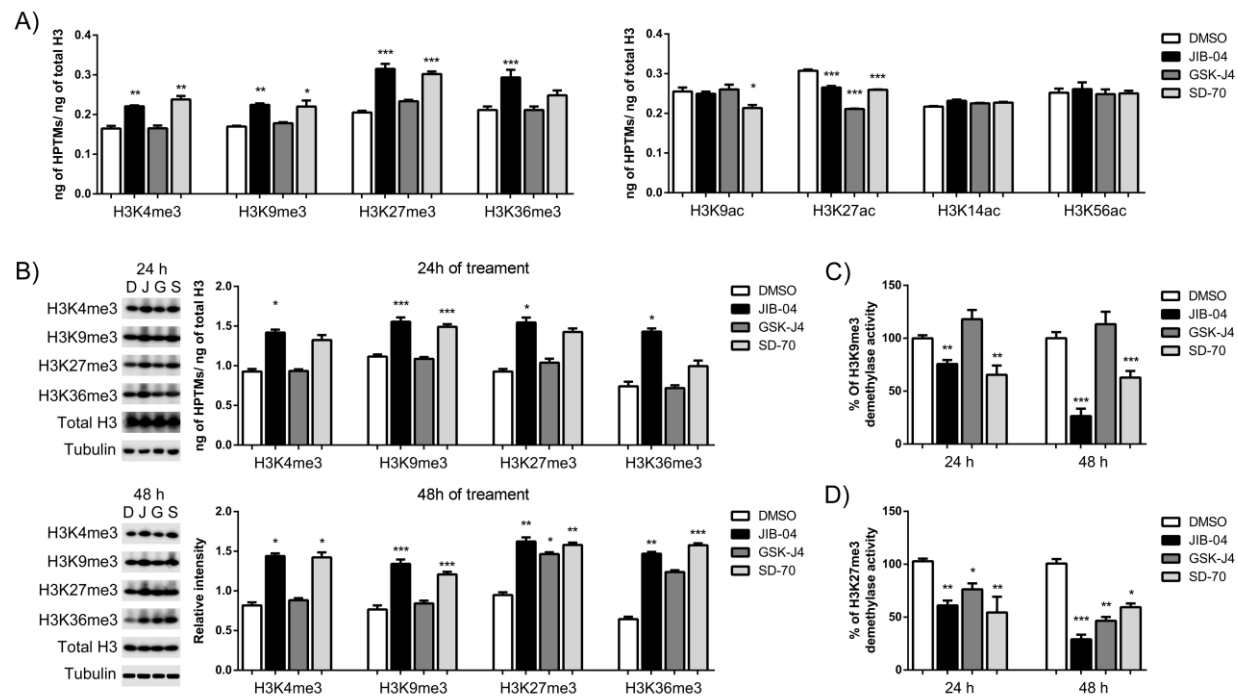 A)
ng of HPTMs/ ng of total H3
0.4
0.3
0.2
0.1
0.0
** ** ** * *** *** ***
H3K4me3 H3K9me3 H3K27me3 H3K36me3
ng of HPTMs/ ng of total H3
0.4
0.3
0.2
0.1
0.0
* *** *** ***
H3K9ac H3K27ac H3K14ac H3K56ac
DMSO
JIB-04
GSK-J4
SD-70
B)
24 h
D J G S
H3K4me3
H3K9me3
H3K27me3
H3K36me3
Total H3
Tubulin
24h of treament
ng of HPTMs/ ng of total H3
2.0
1.5
1.0
0.5
0.0
* *** *** * *
H3K4me3 H3K9me3 H3K27me3 H3K36me3
DMSO
JIB-04
GSK-J4
SD-70
48 h
D J G S
H3K4me3
H3K9me3
H3K27me3
H3K36me3
Total H3
Tubulin
48h of treament
Relative intensity
2.0
1.5
1.0
0.5
0.0
* * *** *** ** * ** ** ***
H3K4me3 H3K9me3 H3K27me3 H3K36me3
DMSO
JIB-04
GSK-J4
SD-70
C)
% Of H3K9me3
demethylase activity
150
100
50
0
** ** *** ***
24 h 48 h
DMSO
JIB-04
GSK-J4
SD-70
D)
% of H3K27me3
demethylase activity
150
100
50
0
** * ** *** ** *
24 h 48 h
DMSO
JIB-04
GSK-J4
SD-70